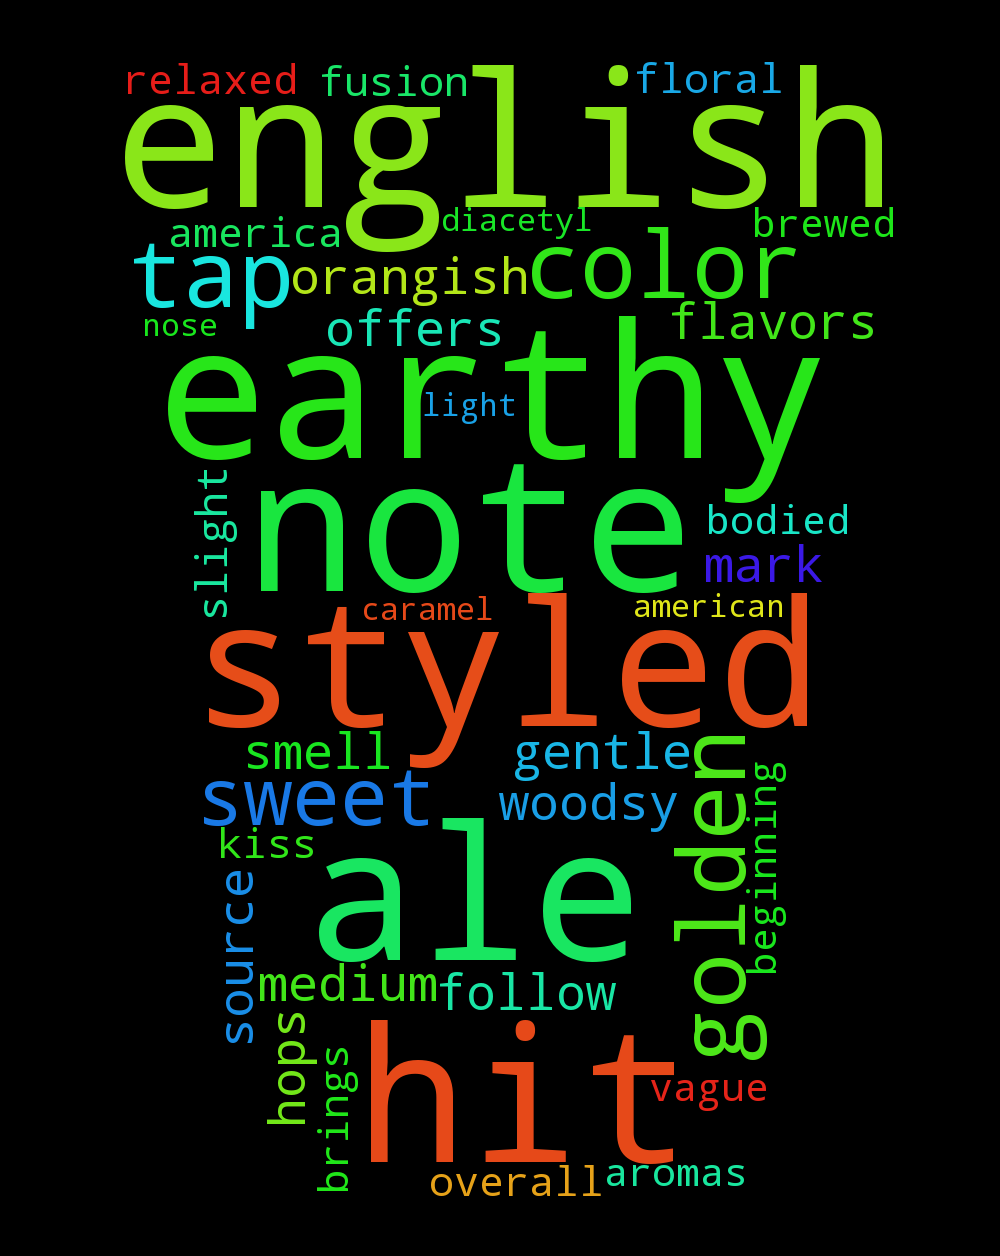 relaxed fusion floral
english
america diacetyl brewed
tap orangish color
nose offers flavors
earthy
light
note
slight bodied
mark
caramel american
styled
smell gentle
sweet woodsy
golden
beginning
kiss
ale
source
medium follow
hops
hit
brings
vague
overall aromas